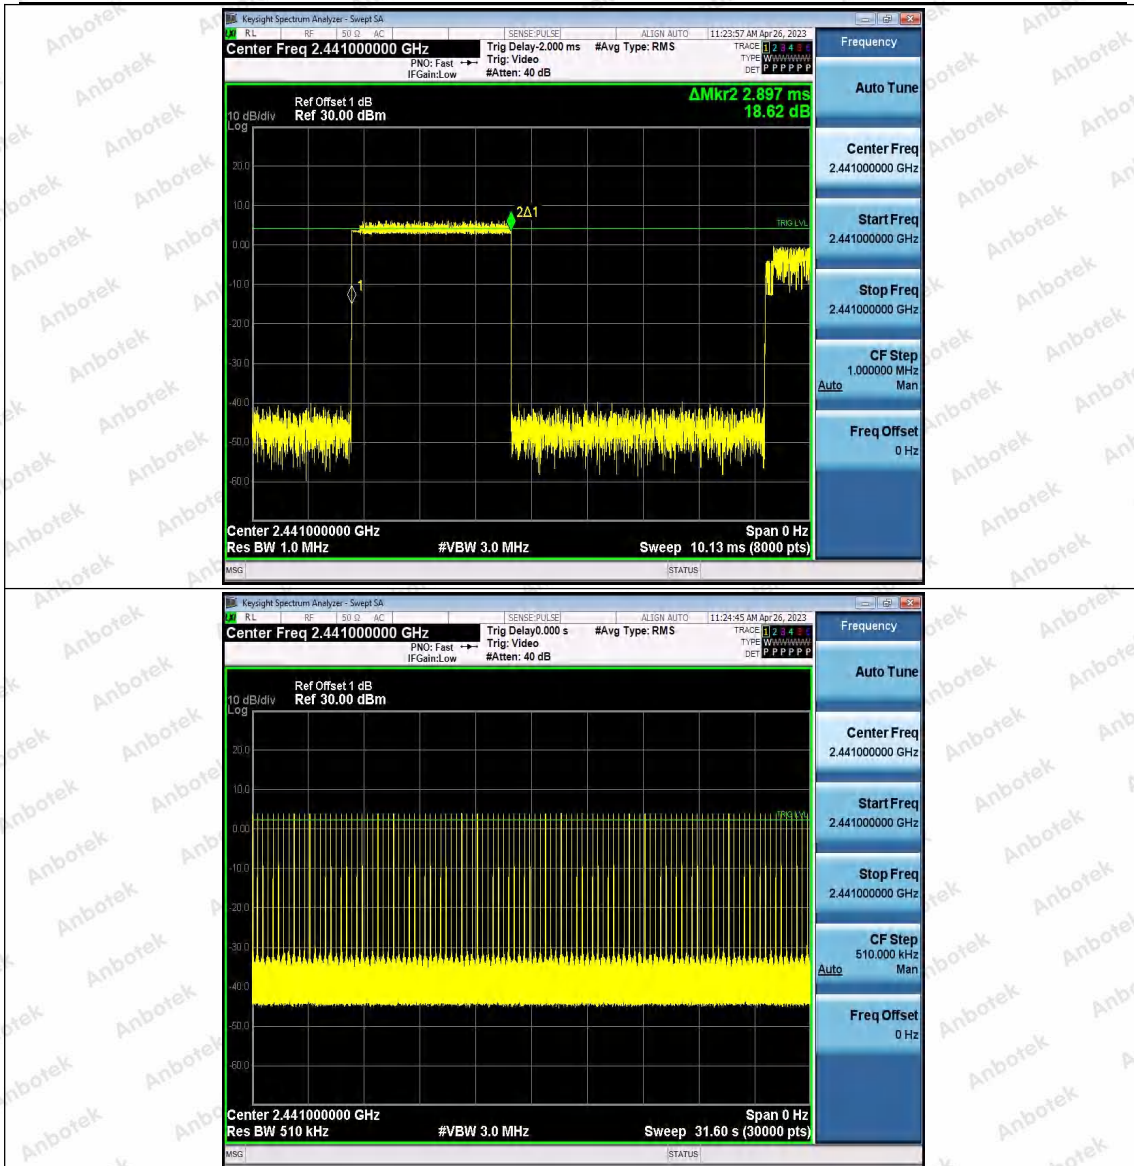 Keysight Spectrum Analyzer - Swept SA
RL RF 50 Ω AC SENSE:PULSE ALIGN AUTO 11:23:57 AM Apr 26, 2023
Center Freq 2.441000000 GHz Trig Delay-2.000 ms #Avg Type: RMS TRACE 1 2 3 4 5 6
PNO: Fast Trig: Video TYPE WWWWWW
IFGain:Low #Atten: 40 dB DET P P P P P P
Frequency
Auto Tune
Center Freq
2.441000000 GHz
Start Freq
2.441000000 GHz
Stop Freq
2.441000000 GHz
CF Step
1.000000 MHz
Auto Man
Freq Offset
0 Hz
ΔMkr2 2.897 ms
18.62 dB
Ref Offset 1 dB
10 dB/div Ref 30.00 dBm
Log
20.0
10.0
0.00
-10.0
-20.0
-30.0
-40.0
-50.0
-60.0
2Δ1
1
TRIG LVL
Center 2.441000000 GHz Span 0 Hz
Res BW 1.0 MHz #VBW 3.0 MHz Sweep 10.13 ms (8000 pts)
MSG STATUS
Keysight Spectrum Analyzer - Swept SA
RL RF 50 Ω AC SENSE:PULSE ALIGN AUTO 11:24:45 AM Apr 26, 2023
Center Freq 2.441000000 GHz Trig Delay0.000 s #Avg Type: RMS TRACE 1 2 3 4 5 6
PNO: Fast Trig: Video TYPE WWWWWW
IFGain:Low #Atten: 40 dB DET P P P P P P
Frequency
Auto Tune
Center Freq
2.441000000 GHz
Start Freq
2.441000000 GHz
Stop Freq
2.441000000 GHz
CF Step
510.000 kHz
Auto Man
Freq Offset
0 Hz
Ref Offset 1 dB
10 dB/div Ref 30.00 dBm
Log
20.0
10.0
0.00
-10.0
-20.0
-30.0
-40.0
-50.0
-60.0
TRIG LVL
Center 2.441000000 GHz Span 0 Hz
Res BW 510 kHz #VBW 3.0 MHz Sweep 31.60 s (30000 pts)
MSG STATUS
Anbotek